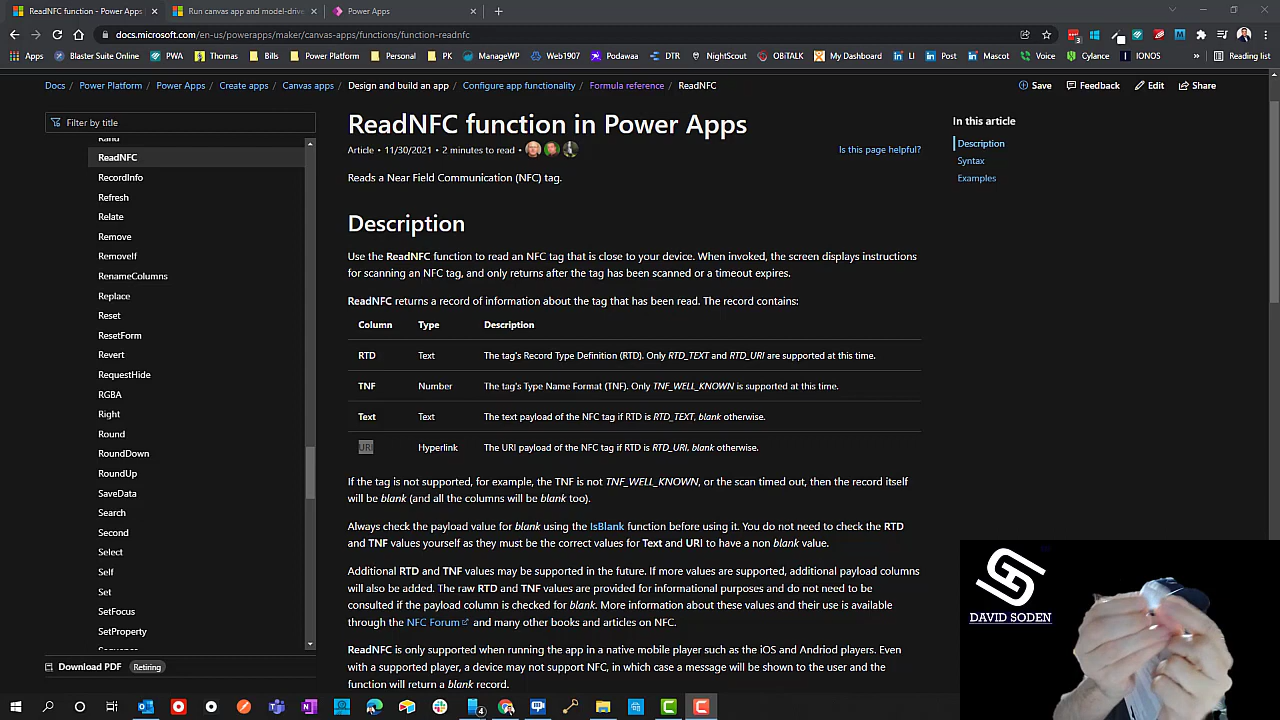 ReadNFC function - Power Apps
Run canvas app and model-drive
Power Apps
docs.microsoft.com/en-us/powerapps/maker/canvas-apps/functions/function-readnfc
Apps Blaster Suite Online PWA Thomas Bills Power Platform Personal PK ManageWP Web1907 Podawaa DTR NightScout OBiTALK My Dashboard LI Post Mascot Voice Cylance IONOS » Reading list
Docs / Power Platform / Power Apps / Create apps / Canvas apps / Design and build an app / Configure app functionality / Formula reference / ReadNFC
Save Feedback Edit Share
Filter by title
ReadNFC
RecordInfo
Refresh
Relate
Remove
RemoveIf
RenameColumns
Replace
Reset
ResetForm
Revert
RequestHide
RGBA
Right
Round
RoundDown
RoundUp
SaveData
Search
Second
Select
Self
Set
SetFocus
SetProperty
Download PDF Retiring
ReadNFC function in Power Apps
Article • 11/30/2021 • 2 minutes to read •
Is this page helpful?
Reads a Near Field Communication (NFC) tag.
Description
Use the ReadNFC function to read an NFC tag that is close to your device. When invoked, the screen displays instructions
for scanning an NFC tag, and only returns after the tag has been scanned or a timeout expires.
ReadNFC returns a record of information about the tag that has been read. The record contains:
Column Type Description
RTD Text The tag's Record Type Definition (RTD). Only RTD_TEXT and RTD_URI are supported at this time.
TNF Number The tag's Type Name Format (TNF). Only TNF_WELL_KNOWN is supported at this time.
Text Text The text payload of the NFC tag if RTD is RTD_TEXT, blank otherwise.
URI Hyperlink The URI payload of the NFC tag if RTD is RTD_URI, blank otherwise.
If the tag is not supported, for example, the TNF is not TNF_WELL_KNOWN, or the scan timed out, then the record itself
will be blank (and all the columns will be blank too).
Always check the payload value for blank using the IsBlank function before using it. You do not need to check the RTD
and TNF values yourself as they must be the correct values for Text and URI to have a non blank value.
Additional RTD and TNF values may be supported in the future. If more values are supported, additional payload columns
will also be added. The raw RTD and TNF values are provided for informational purposes and do not need to be
consulted if the payload column is checked for blank. More information about these values and their use is available
through the NFC Forum and many other books and articles on NFC.
ReadNFC is only supported when running the app in a native mobile player such as the iOS and Andriod players. Even
with a supported player, a device may not support NFC, in which case a message will be shown to the user and the
function will return a blank record.
In this article
Description
Syntax
Examples
DAVID SODEN